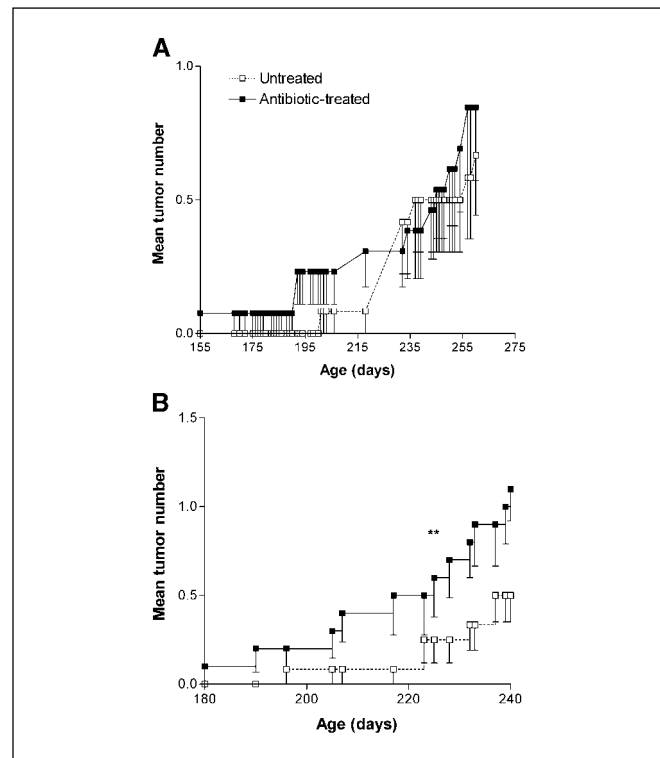 A
Untreated
Antibiotic-treated
Mean tumor number
1.0
0.5
0.0
155 175 195 215 235 255 275
Age (days)
B
Mean tumor number
1.5
1.0
0.5
0.0
**
180 200 220 240
Age (days)